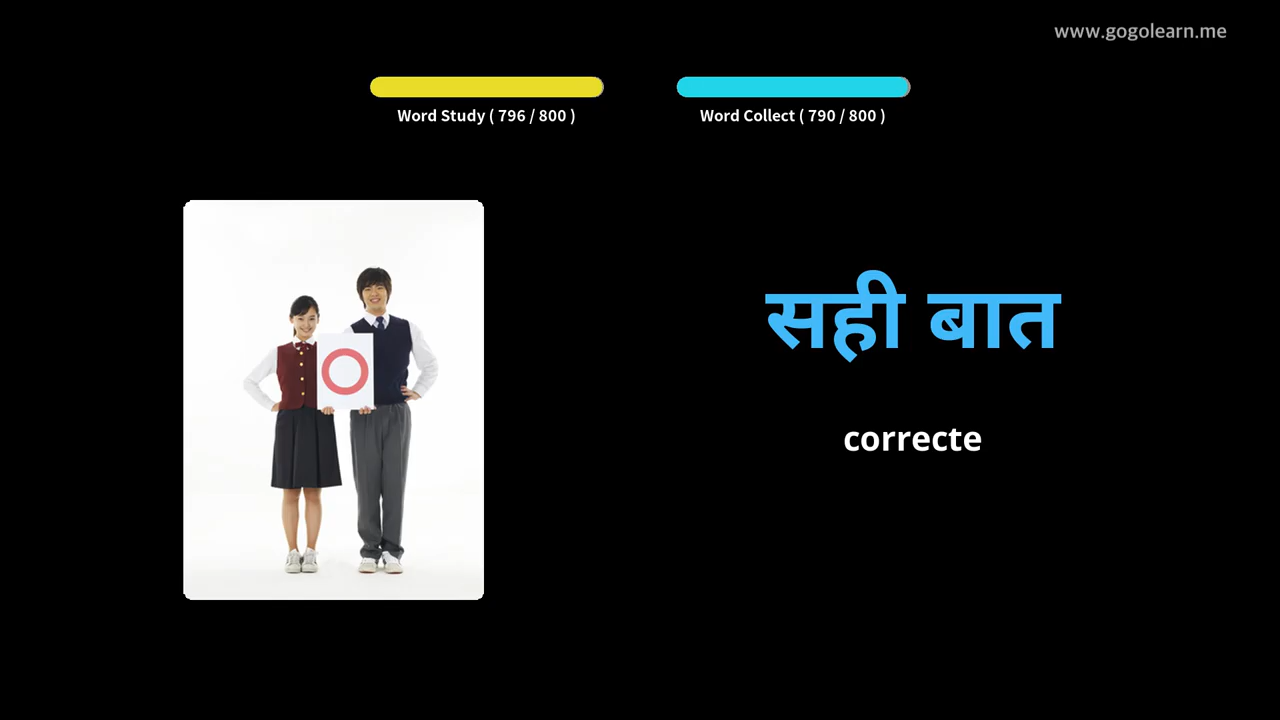 www.gogolearn.me
Word Study ( 796 / 800 )
Word Collect ( 790 / 800 )
सही बात
correcte